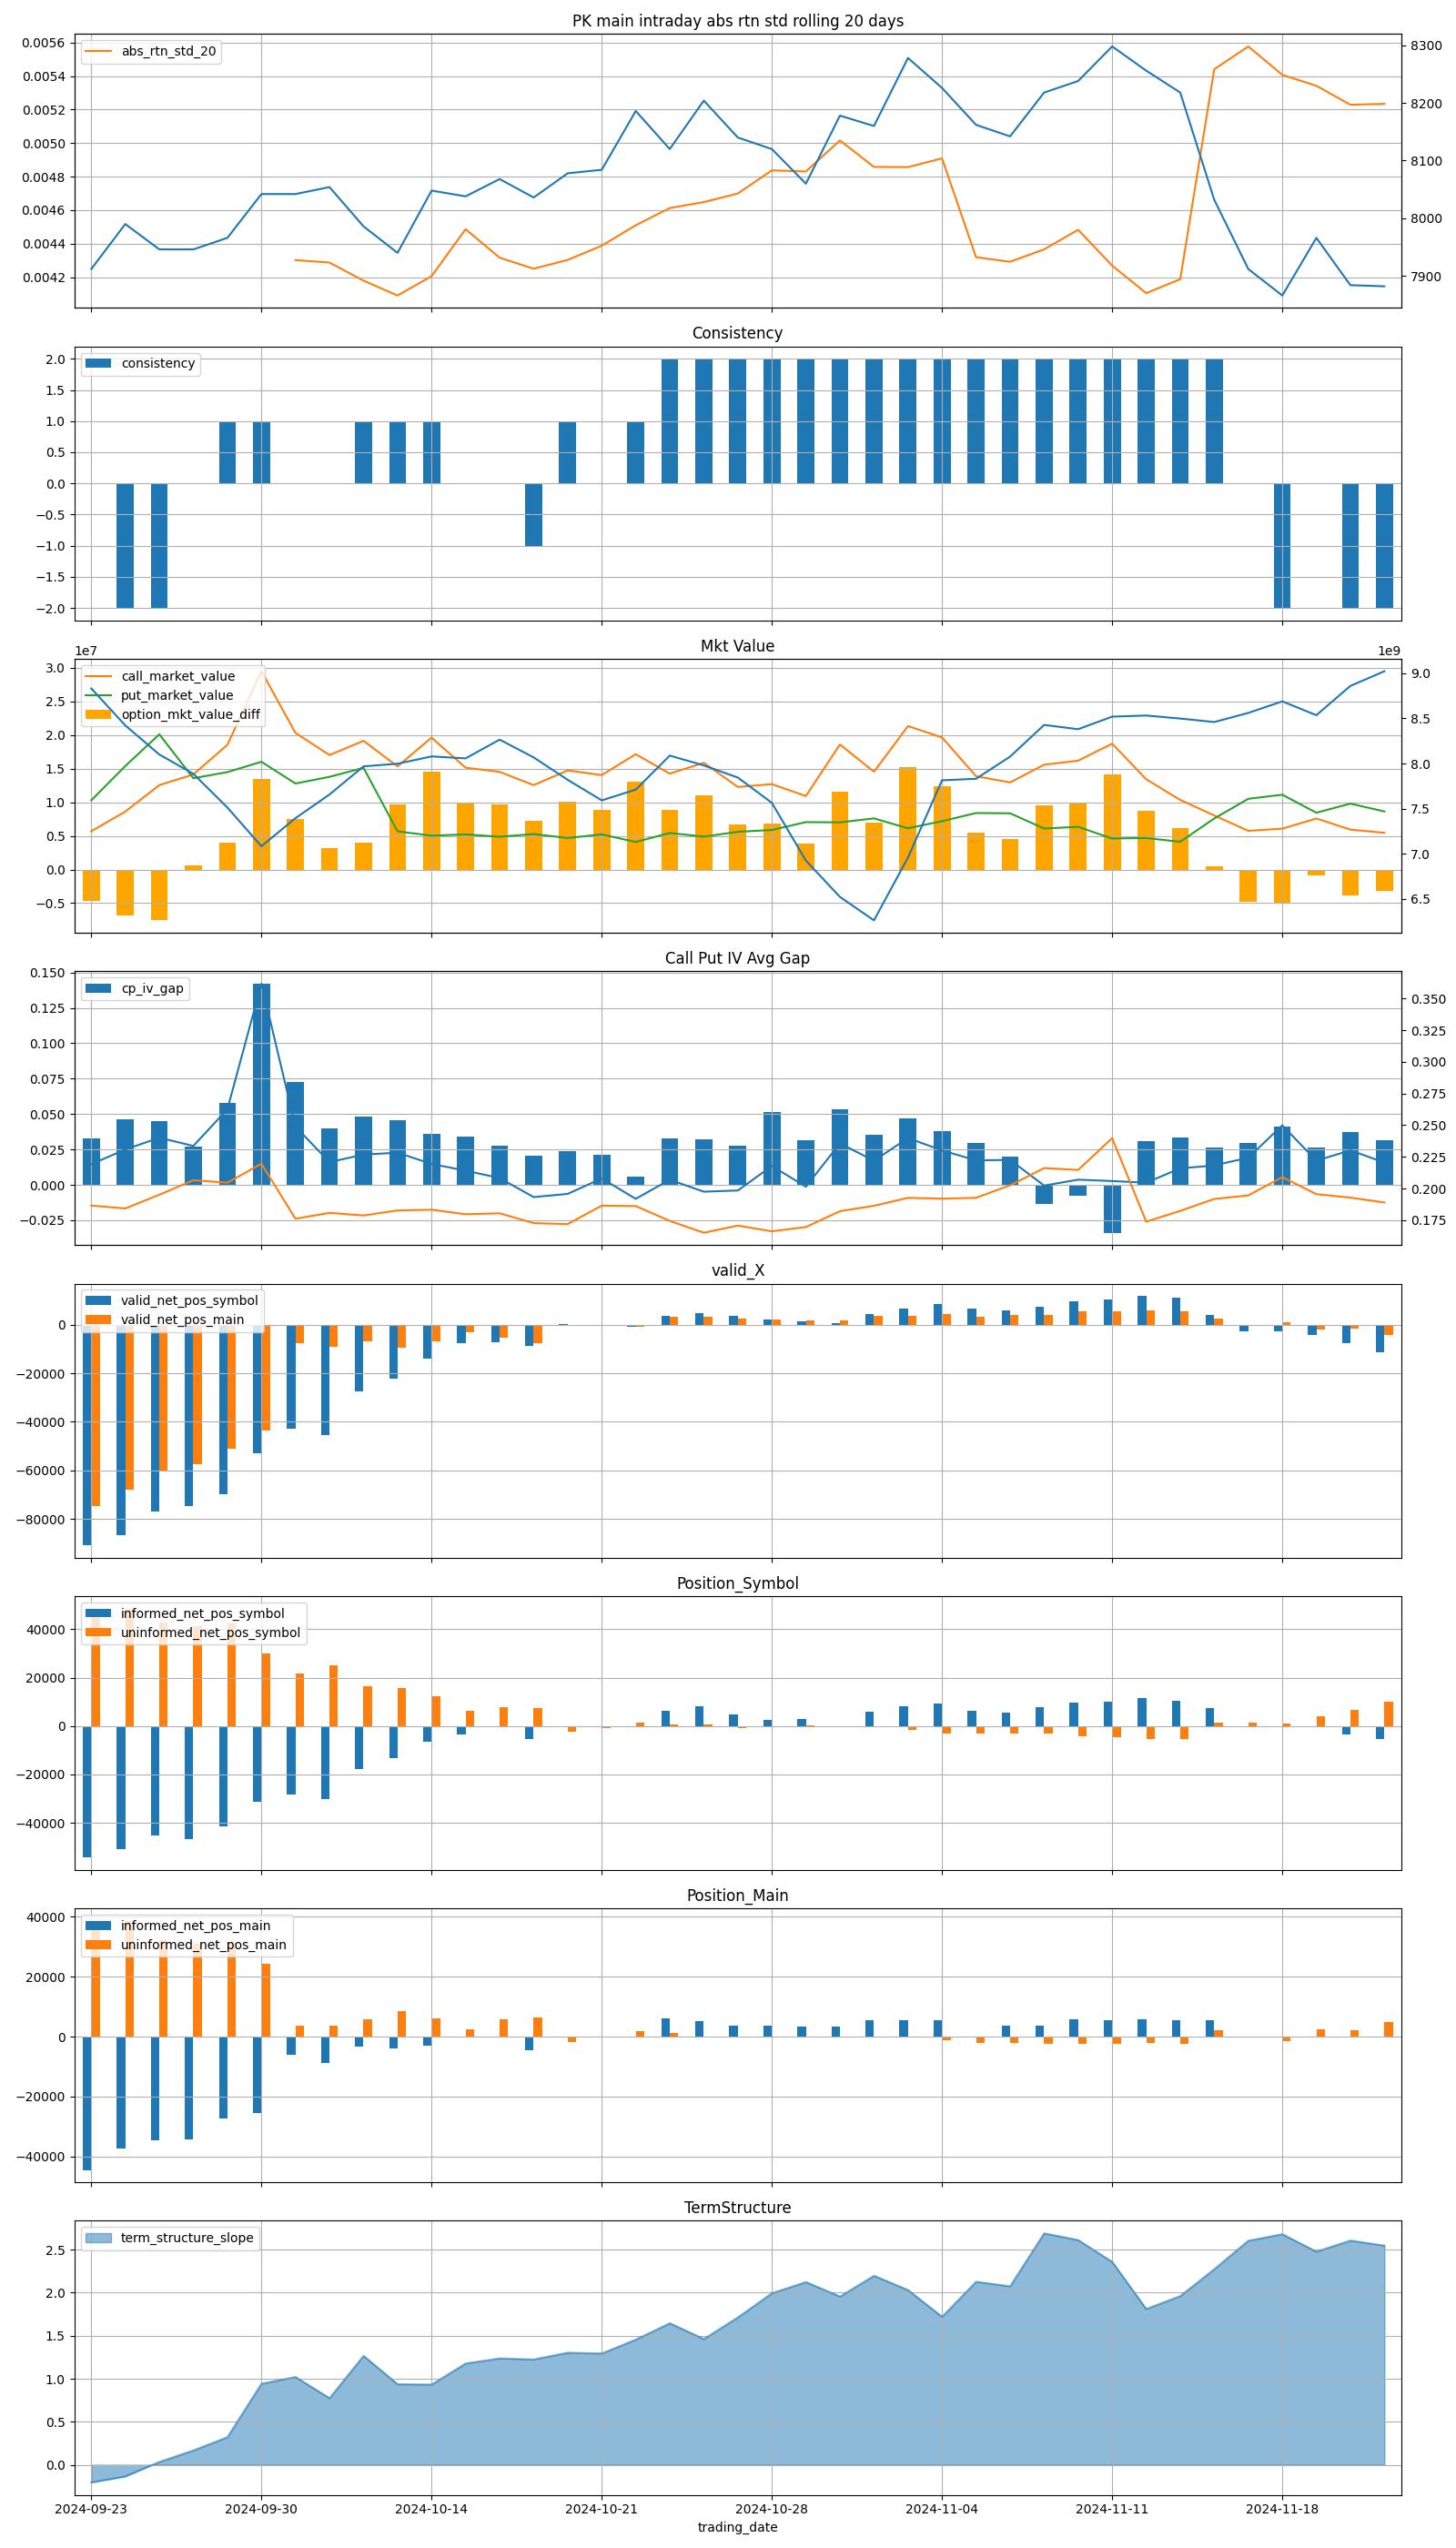 PK main intraday abs rtn std rolling 20 days
abs_rtn_std_20
0.0056
0.0054
0.0052
0.0050
0.0048
0.0046
0.0044
0.0042
8300
8200
8100
8000
7900
Consistency
consistency
2.0
1.5
1.0
0.5
0.0
−0.5
−1.0
−1.5
−2.0
Mkt Value
1e7
1e9
call_market_value
put_market_value
option_mkt_value_diff
3.0
2.5
2.0
1.5
1.0
0.5
0.0
−0.5
9.0
8.5
8.0
7.5
7.0
6.5
Call Put IV Avg Gap
cp_iv_gap
0.150
0.125
0.100
0.075
0.050
0.025
0.000
−0.025
0.350
0.325
0.300
0.275
0.250
0.225
0.200
0.175
valid_X
valid_net_pos_symbol
valid_net_pos_main
0
−20000
−40000
−60000
−80000
Position_Symbol
informed_net_pos_symbol
uninformed_net_pos_symbol
40000
20000
0
−20000
−40000
Position_Main
informed_net_pos_main
uninformed_net_pos_main
40000
20000
0
−20000
−40000
TermStructure
term_structure_slope
2.5
2.0
1.5
1.0
0.5
0.0
2024-09-23 2024-09-30 2024-10-14 2024-10-21 2024-10-28 2024-11-04 2024-11-11 2024-11-18
trading_date